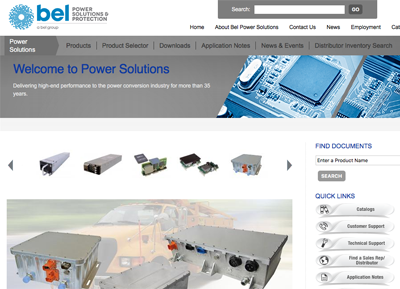 bel POWER SOLUTIONS & PROTECTION
a bel group
Search: GO
Home About Bel Power Solutions Contact Us News Employment Cat
Power Solutions Products Product Selector Downloads Application Notes News & Events Distributor Inventory Search
Welcome to Power Solutions
Delivering high-end performance to the power conversion industry for more than 35
years.
FIND DOCUMENTS
Enter a Product Name
SEARCH
QUICK LINKS
Catalogs
Customer Support
Technical Support
Find a Sales Rep/
Distributor
Application Notes